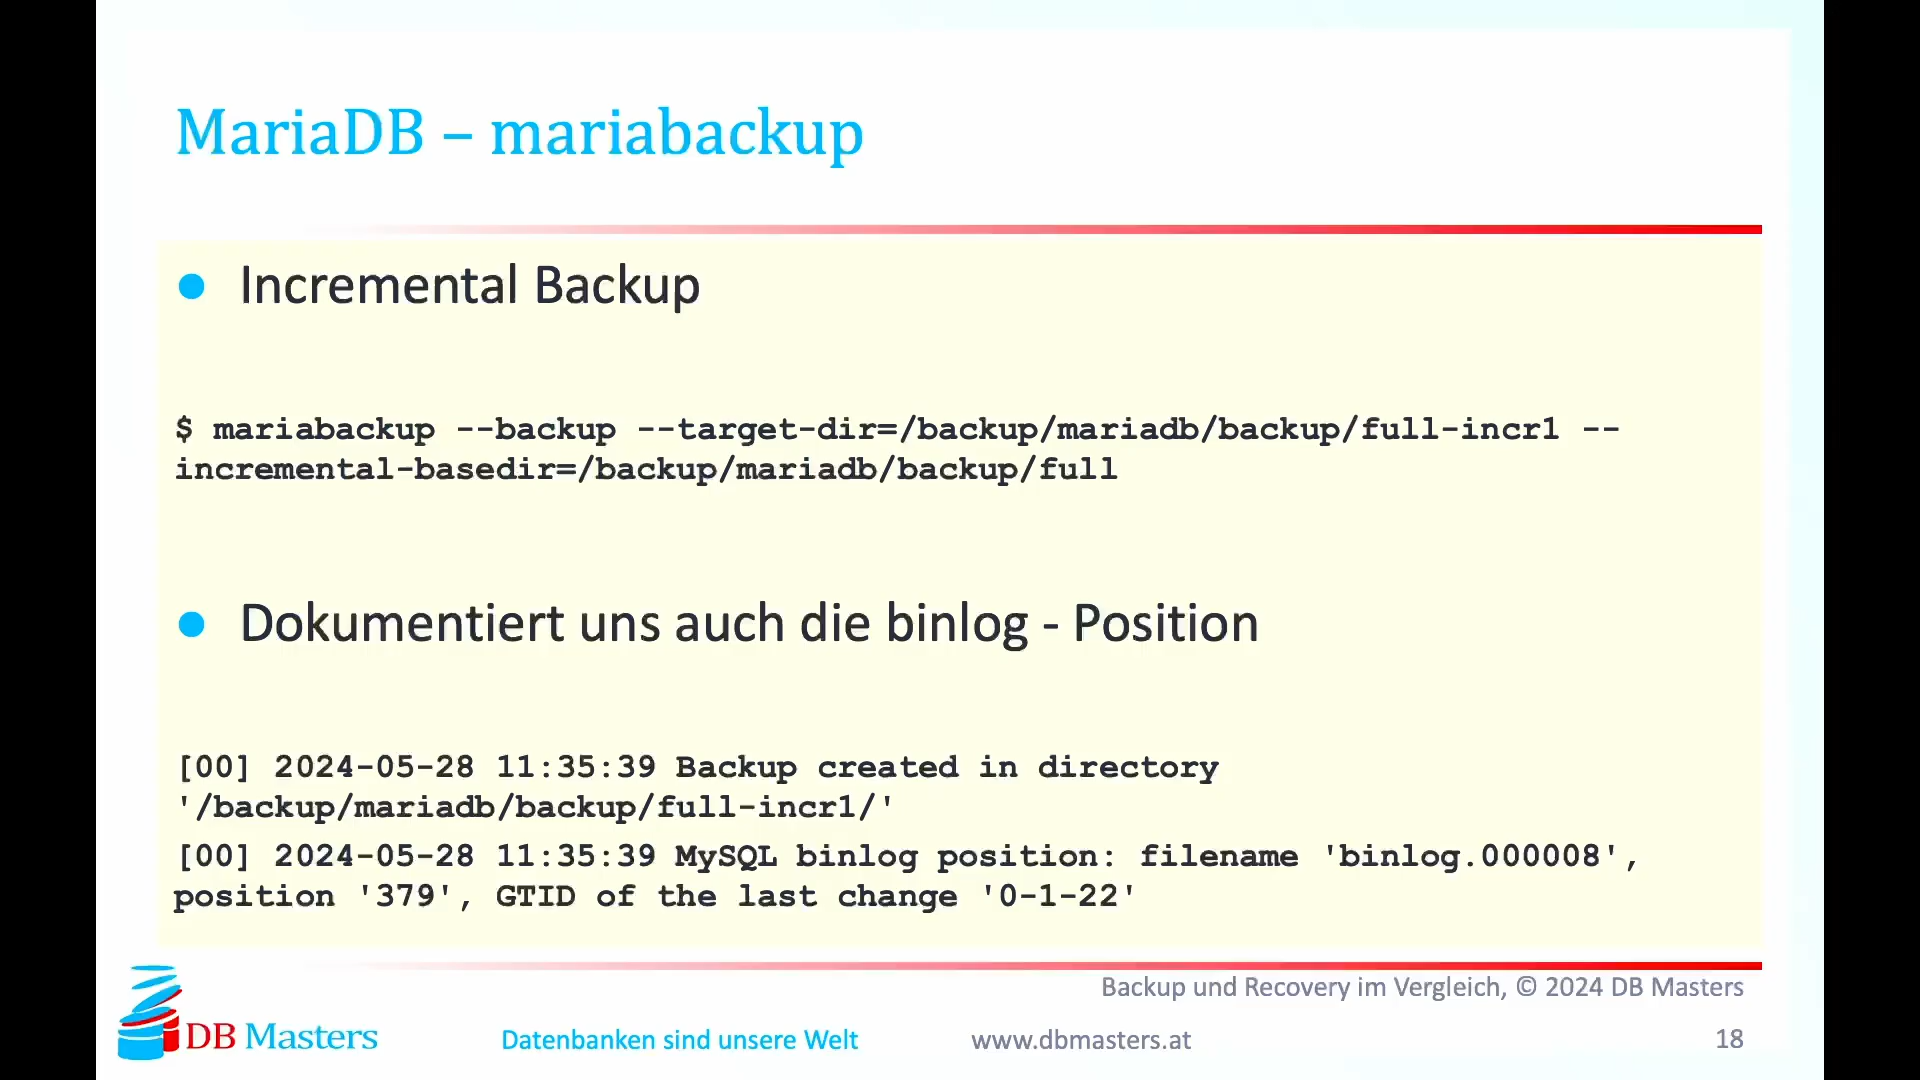 MariaDB – mariabackup
● Incremental Backup
$ mariabackup --backup --target-dir=/backup/mariadb/backup/full-incr1 --
incremental-basedir=/backup/mariadb/backup/full
● Dokumentiert uns auch die binlog - Position
[00] 2024-05-28 11:35:39 Backup created in directory
'/backup/mariadb/backup/full-incr1/'
[00] 2024-05-28 11:35:39 MySQL binlog position: filename 'binlog.000008',
position '379', GTID of the last change '0-1-22'
Backup und Recovery im Vergleich, © 2024 DB Masters
DB Masters
Datenbanken sind unsere Welt
www.dbmasters.at
18